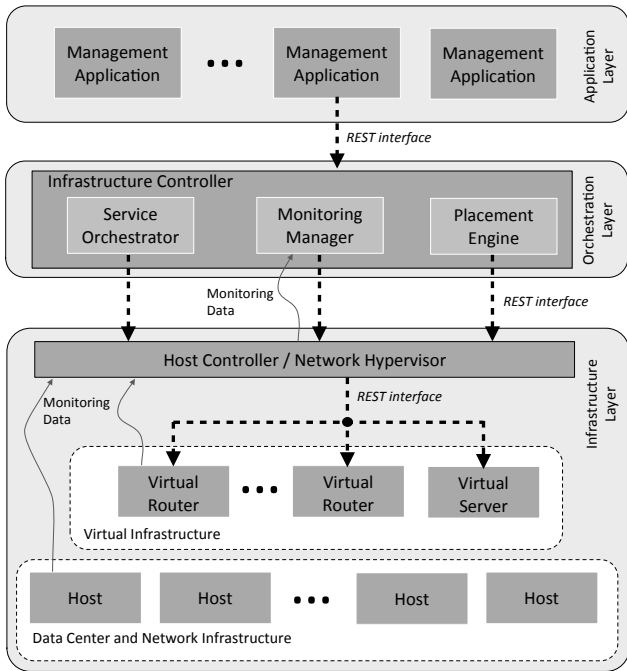 Management
Application
Management
Application
Management
Application
Application
Layer
REST interface
Infrastructure Controller
Service
Orchestrator
Monitoring
Manager
Placement
Engine
Orchestration
Layer
Monitoring
Data
REST interface
Host Controller / Network Hypervisor
Monitoring
Data
REST interface
Infrastructure
Layer
Virtual
Router
Virtual
Router
Virtual
Server
Virtual Infrastructure
Host
Host
Host
Host
Data Center and Network Infrastructure